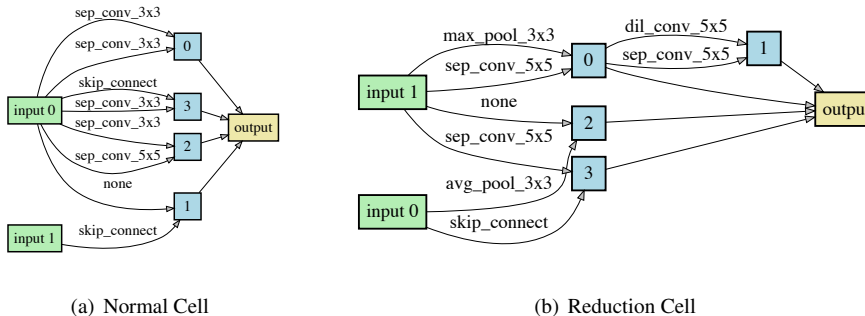 sep_conv_3x3
sep_conv_3x3
0
skip_connect
input 0
sep_conv_3x3
3
sep_conv_3x3
output
2
sep_conv_5x5
none
1
input 1
skip_connect
(a) Normal Cell
max_pool_3x3
dil_conv_5x5
0
sep_conv_5x5
1
sep_conv_5x5
input 1
none
2
output
sep_conv_5x5
3
avg_pool_3x3
input 0
skip_connect
(b) Reduction Cell